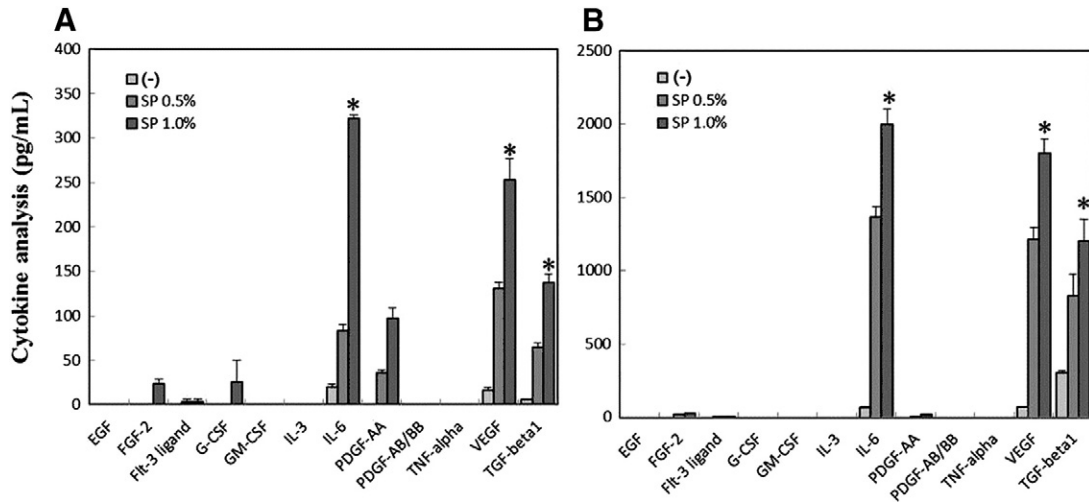 A
Cytokine analysis (pg/mL)
400
350
300
250
200
150
100
50
0
(-)
SP 0.5%
SP 1.0%
*
*
*
EGF
FGF-2
Flt-3 ligand
G-CSF
GM-CSF
IL-3
IL-6
PDGF-AA
PDGF-AB/BB
TNF-alpha
VEGF
TGF-beta1
B
2500
2000
1500
1000
500
0
(-)
SP 0.5%
SP 1.0%
*
*
*
EGF
FGF-2
Flt-3 ligand
G-CSF
GM-CSF
IL-3
IL-6
PDGF-AA
PDGF-AB/BB
TNF-alpha
VEGF
TGF-beta1